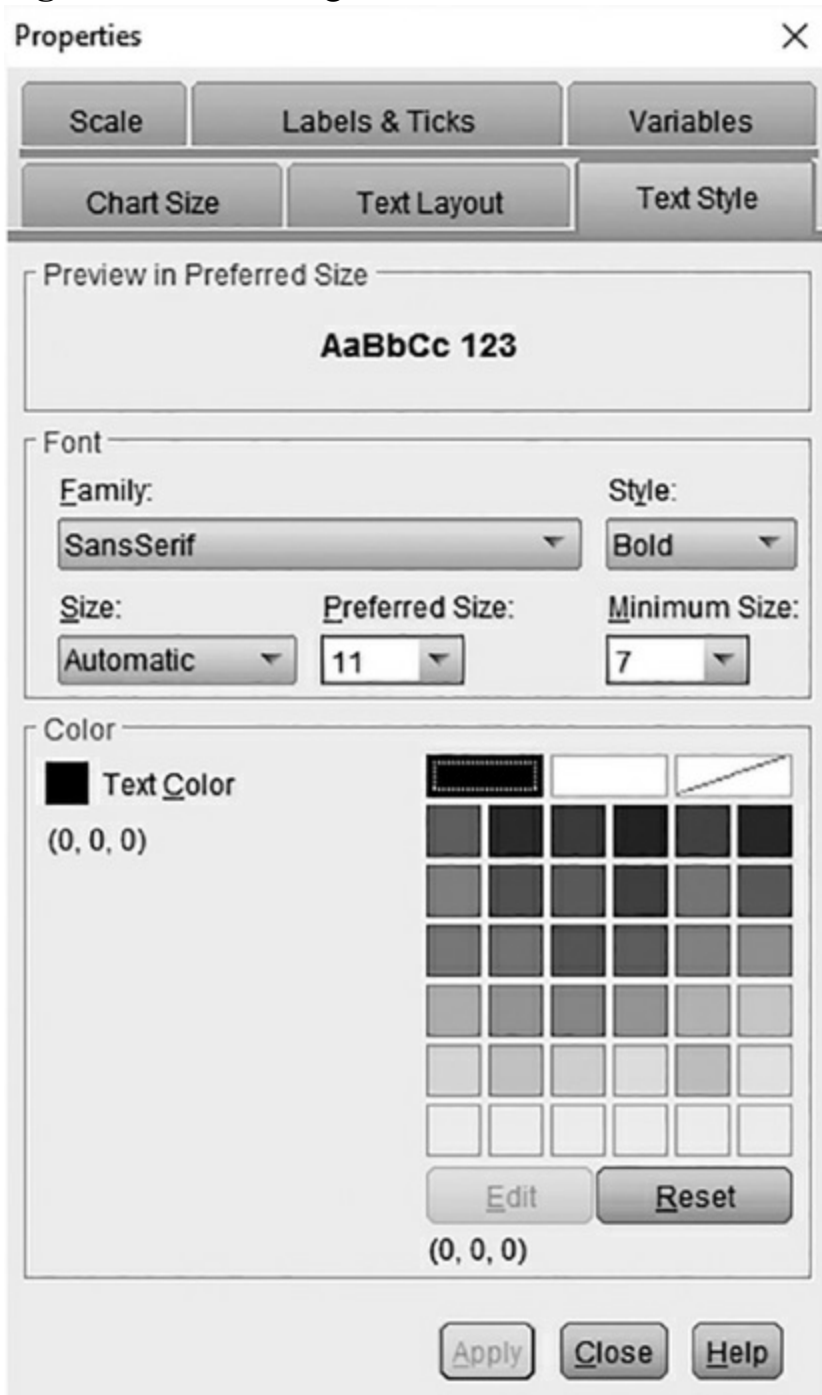 Properties
Scale Labels & Ticks Variables
Chart Size Text Layout Text Style
Preview in Preferred Size
AaBbCc 123
Font
Family: Style:
SansSerif Bold
Size: Preferred Size: Minimum Size:
Automatic 11 7
Color
Text Color
(0, 0, 0)
Edit Reset
(0, 0, 0)
Apply Close Help